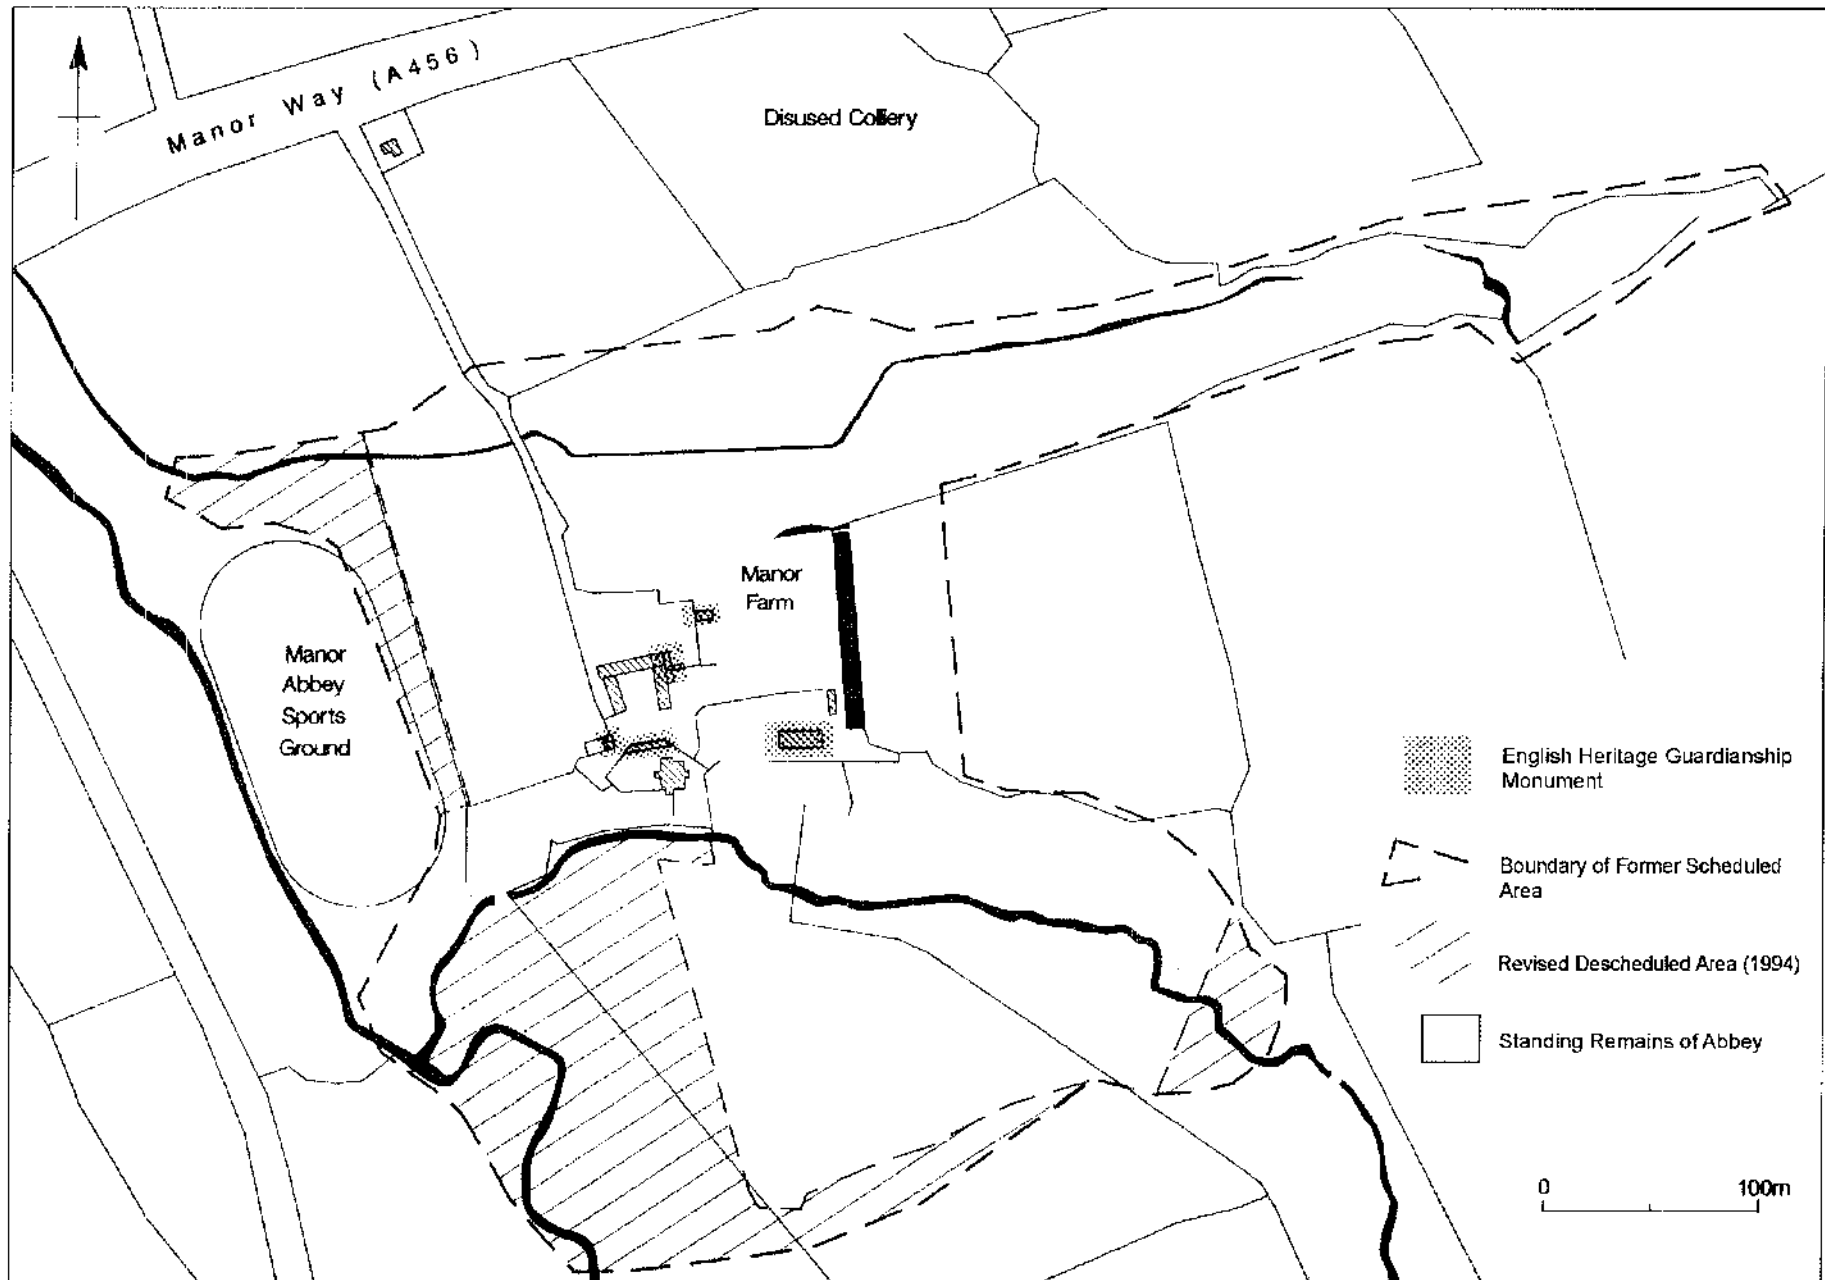 Manor Way (A456)
Disused Colliery
Manor
Farm
Manor
Abbey
Sports
Ground
English Heritage Guardianship
Monument
Boundary of Former Scheduled
Area
Revised Descheduled Area (1994)
Standing Remains of Abbey
0 100m